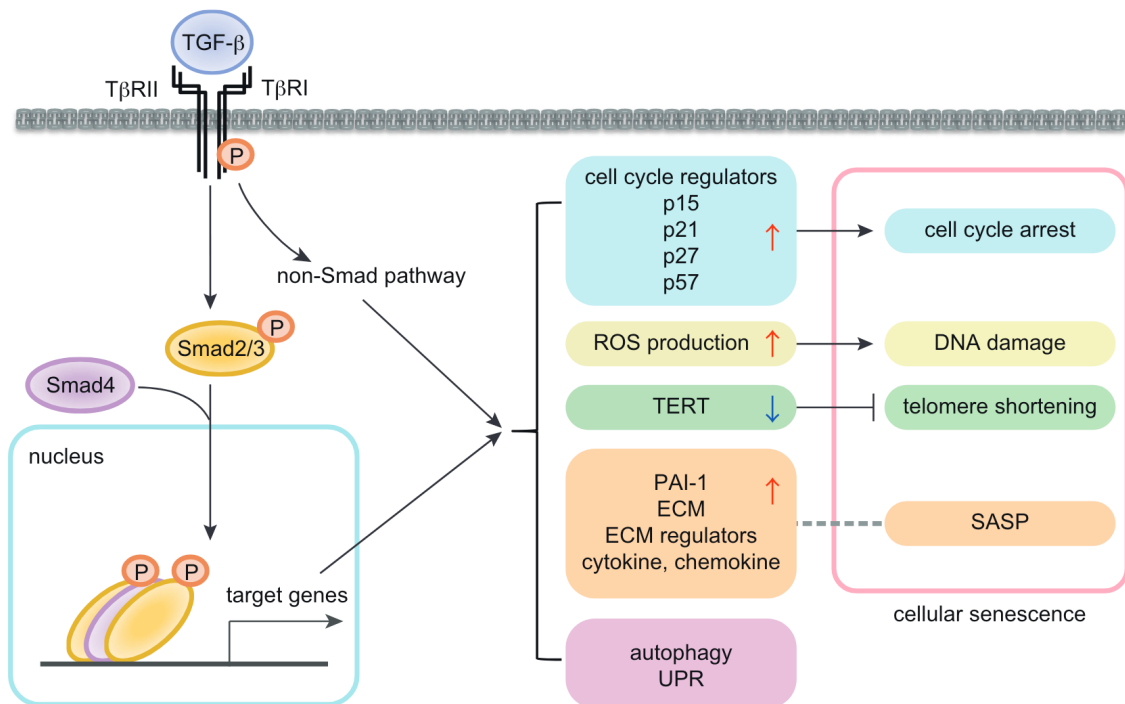 TGF-β
TβRII
TβRI
P
non-Smad pathway
P
Smad2/3
Smad4
nucleus
P
P
target genes
cell cycle regulators
p15
p21
p27
p57
↑
cell cycle arrest
ROS production ↑
DNA damage
TERT ↓
telomere shortening
PAI-1 ↑
ECM
ECM regulators
cytokine, chemokine
SASP
cellular senescence
autophagy
UPR